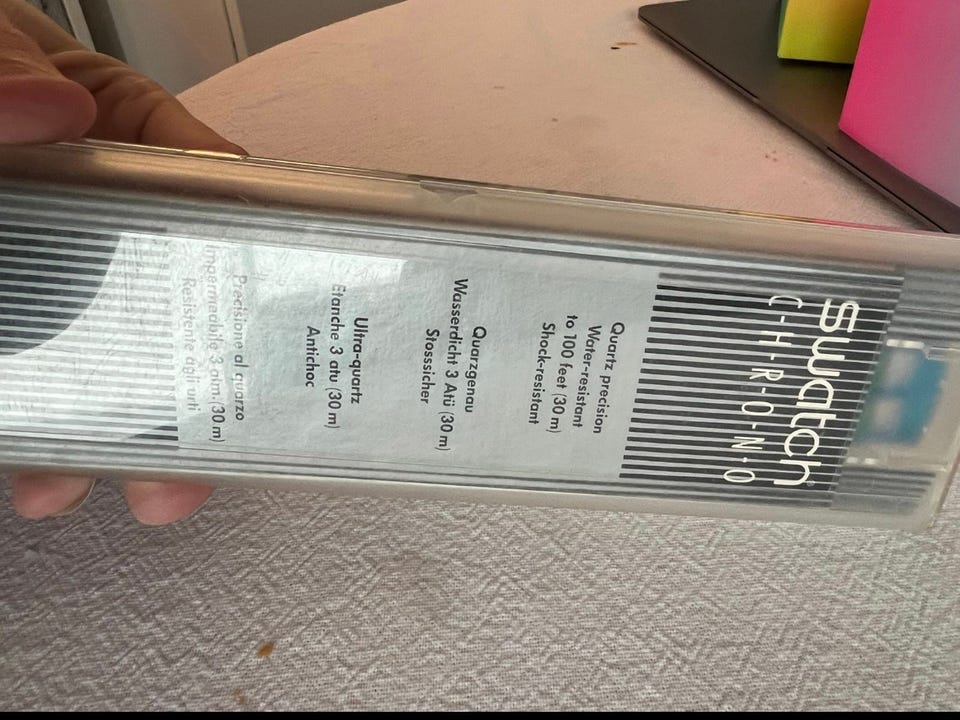 swatch
C-H-R-O-N-O
Quartz precision
Water-resistant
to 100 feet (30 m)
Shock-resistant
Quarzgenau
Wasserdicht 3 Atü (30 m)
Stosssicher
Ultra-quartz
Etanche 3 atu (30 m)
Antichoc
Precisione al quarzo
Impermeabile 3 atm.(30 m)
Resistente agli urti